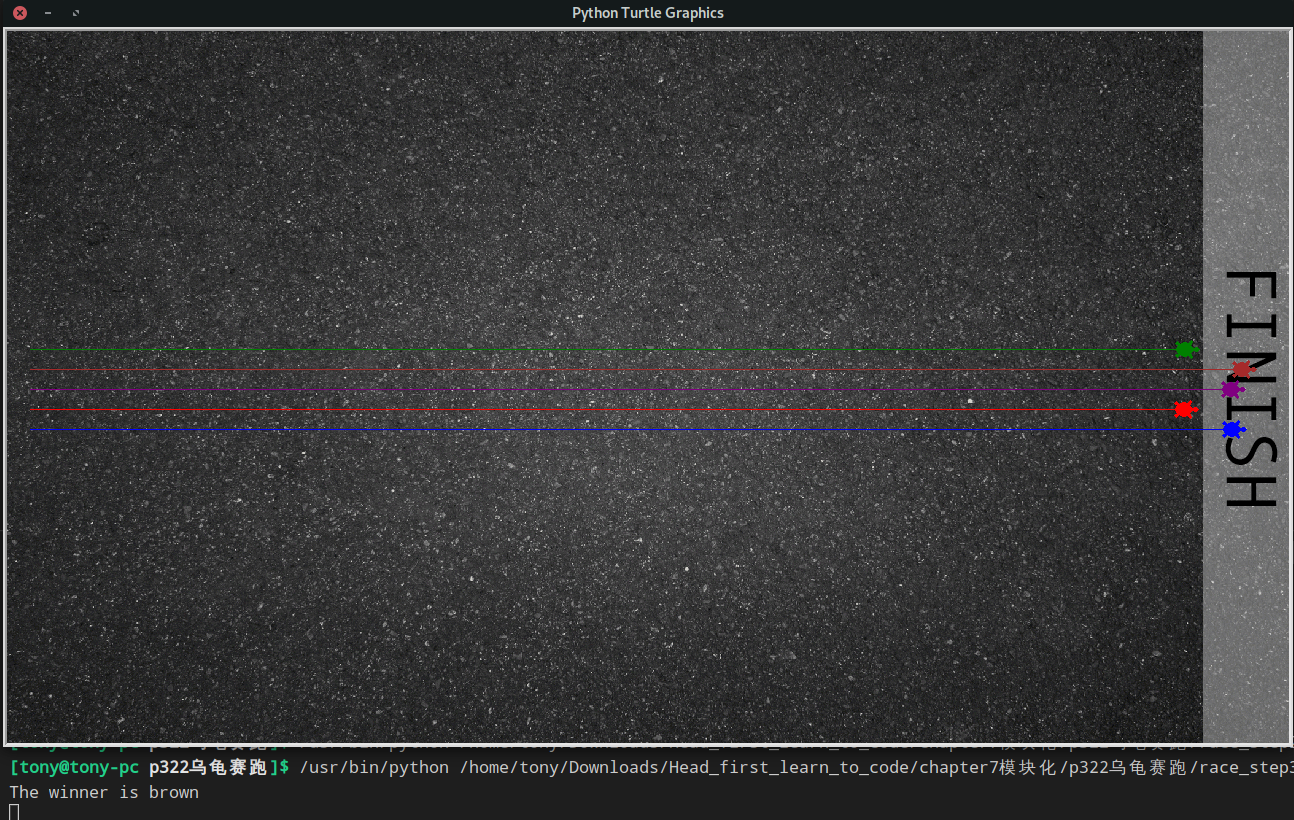 Python Turtle Graphics
FINISH
[tony@tony-pc p322乌龟赛跑]$ /usr/bin/python /home/tony/Downloads/Head_first_learn_to_code/chapter7模块化/p322乌龟赛跑/race_step3
The winner is brown